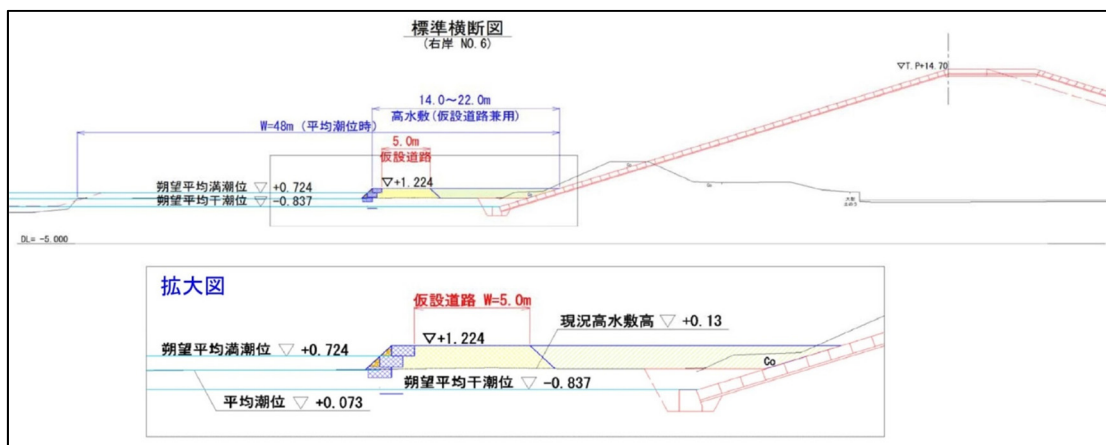 標準横断図
(右岸 NO.6)
▽T.P+14.70
14.0～22.0m
高水敷(仮設道路兼用)
W=48m (平均潮位時)
5.0m
仮設道路
▽+1.224
朔望平均満潮位 ▽ +0.724
朔望平均干潮位 ▽ -0.837
DL= -5.000
拡大図
仮設道路 W=5.0m
現況高水敷高 ▽ +0.13
▽+1.224
朔望平均満潮位 ▽ +0.724
Co
朔望平均干潮位 ▽ -0.837
平均潮位 ▽ +0.073